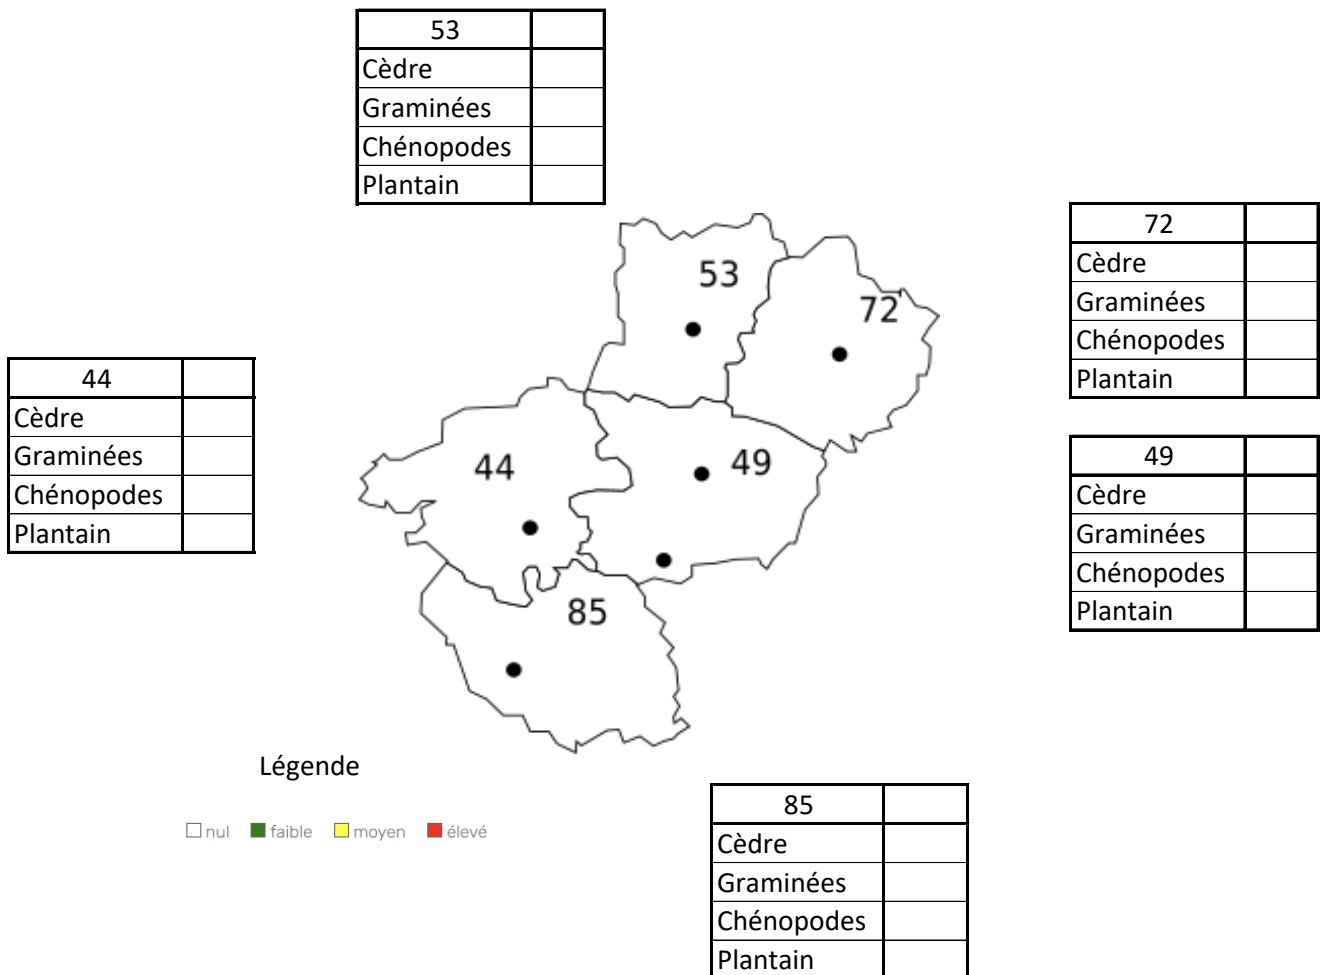 53
Cèdre
Graminées
Chénopodes
Plantain
53
72
72
Cèdre
Graminées
Chénopodes
Plantain
44
Cèdre
Graminées
Chénopodes
Plantain
44
49
49
Cèdre
Graminées
Chénopodes
Plantain
85
Légende
nul faible moyen élevé
85
Cèdre
Graminées
Chénopodes
Plantain